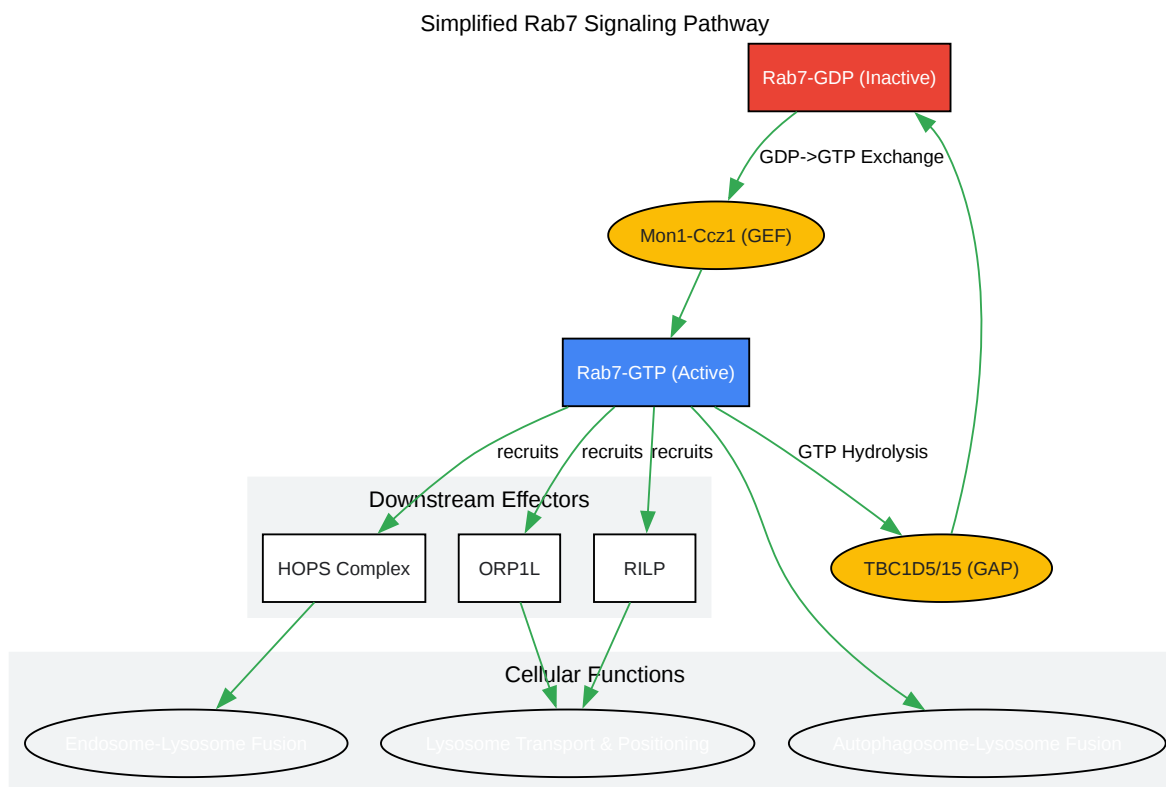 Simplified Rab7 Signaling Pathway
Rab7-GDP (Inactive)
GDP->GTP Exchange
Mon1-Ccz1 (GEF)
Rab7-GTP (Active)
recruits
recruits
recruits
GTP Hydrolysis
Downstream Effectors
HOPS Complex
ORP1L
RILP
TBC1D5/15 (GAP)
Cellular Functions
Endosome-Lysosome Fusion
Lysosome Transport & Positioning
Autophagosome-Lysosome Fusion